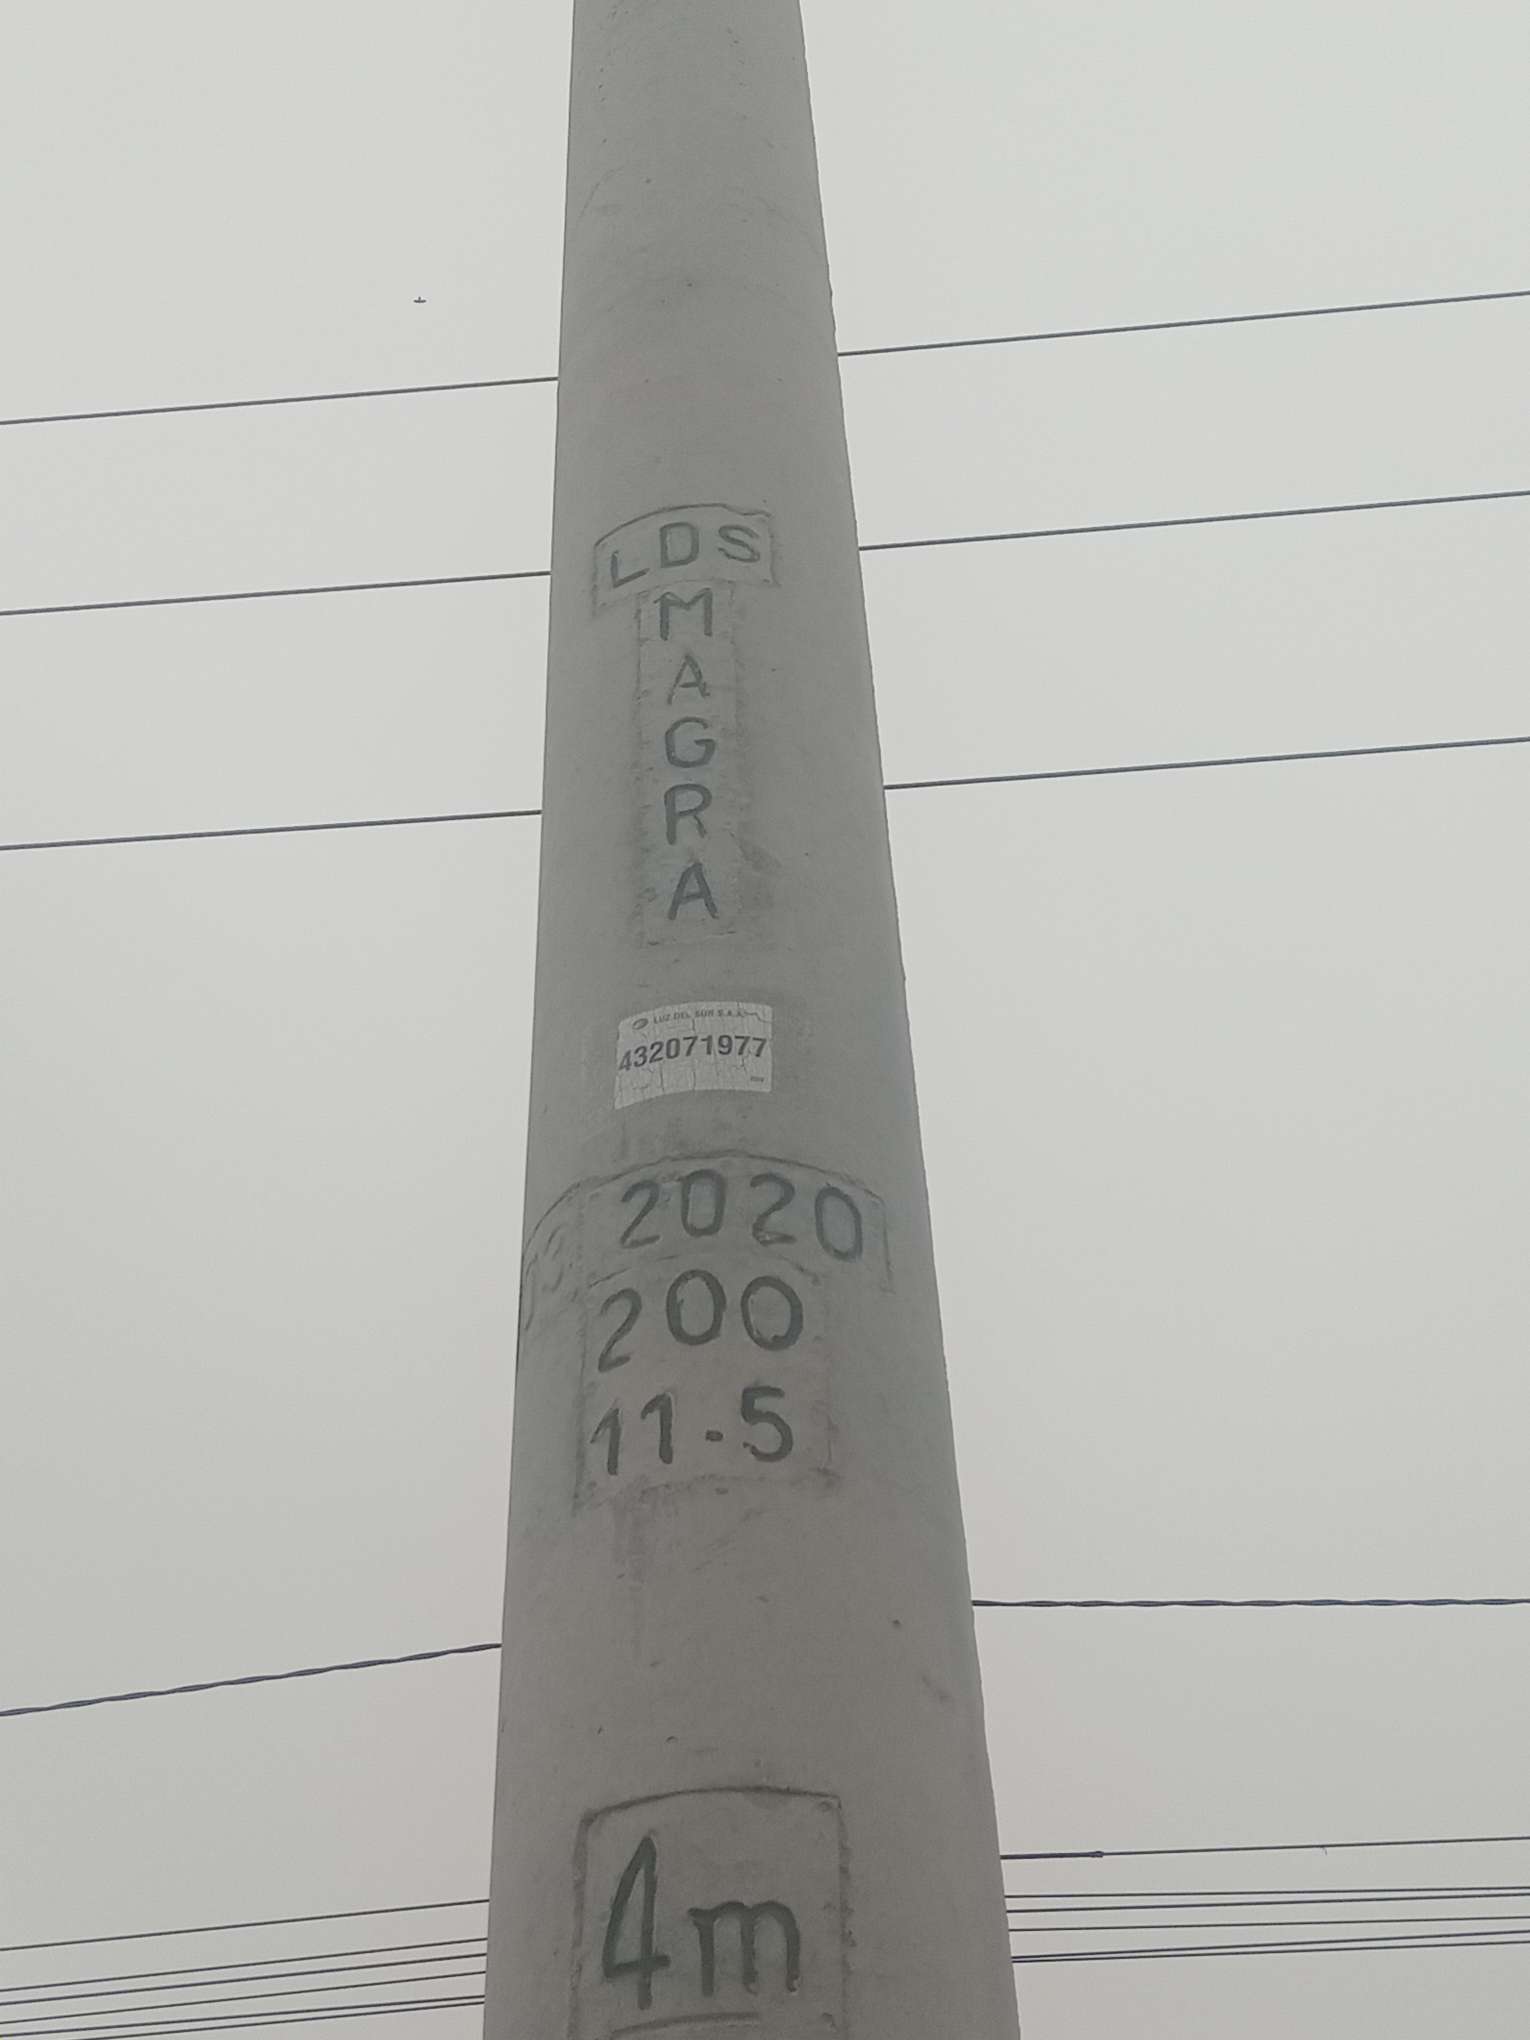 LDS
M
A
G
R
A
LUZ DEL SUR S.A.A.
432071977
2020
200
11.5
4m